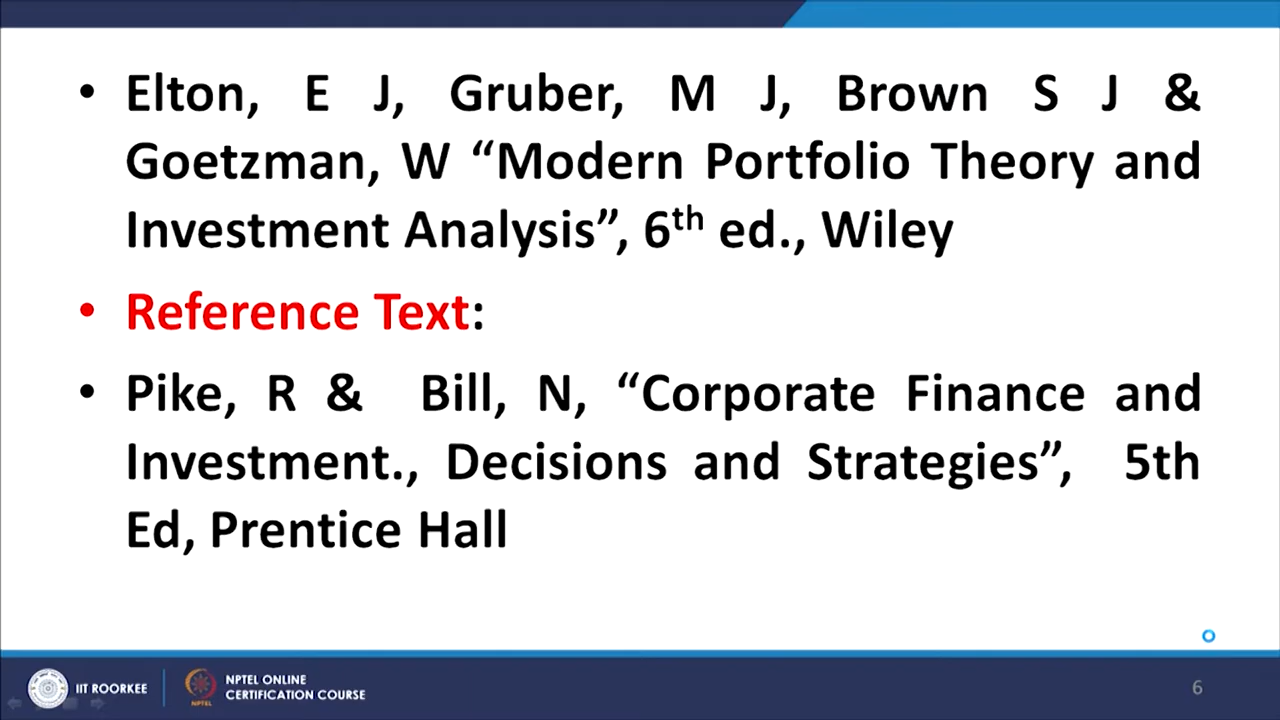 • Elton, E J, Gruber, M J, Brown S J &
Goetzman, W “Modern Portfolio Theory and
Investment Analysis”, 6th ed., Wiley
• Reference Text:
• Pike, R & Bill, N, “Corporate Finance and
Investment., Decisions and Strategies”, 5th
Ed, Prentice Hall
IIT ROORKEE
NPTEL
NPTEL ONLINE
CERTIFICATION COURSE
6